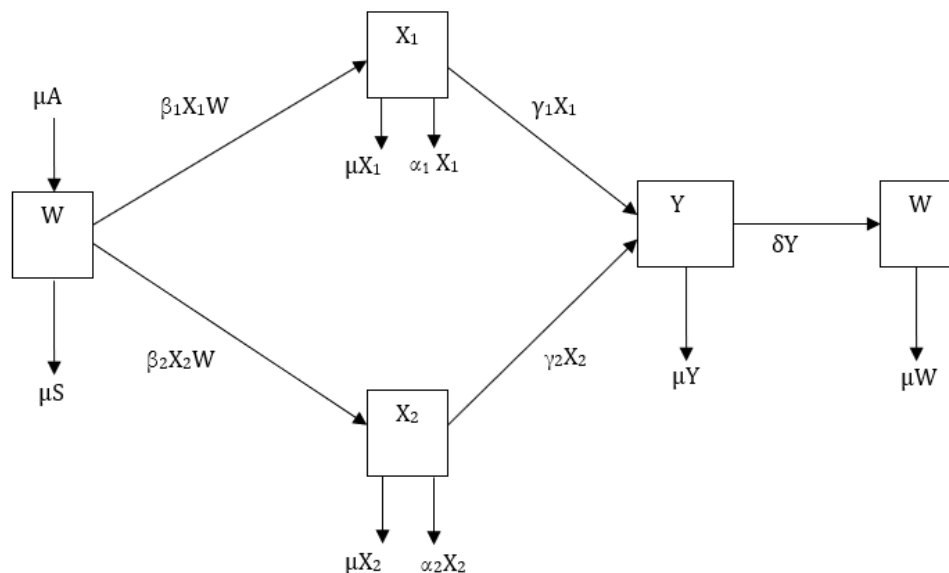 X₁
μA
β₁X₁W
γ₁X₁
μX₁
α₁ X₁
W
Y
W
δY
β₂X₂W
γ₂X₂
μS
μY
μW
X₂
μX₂
α₂X₂